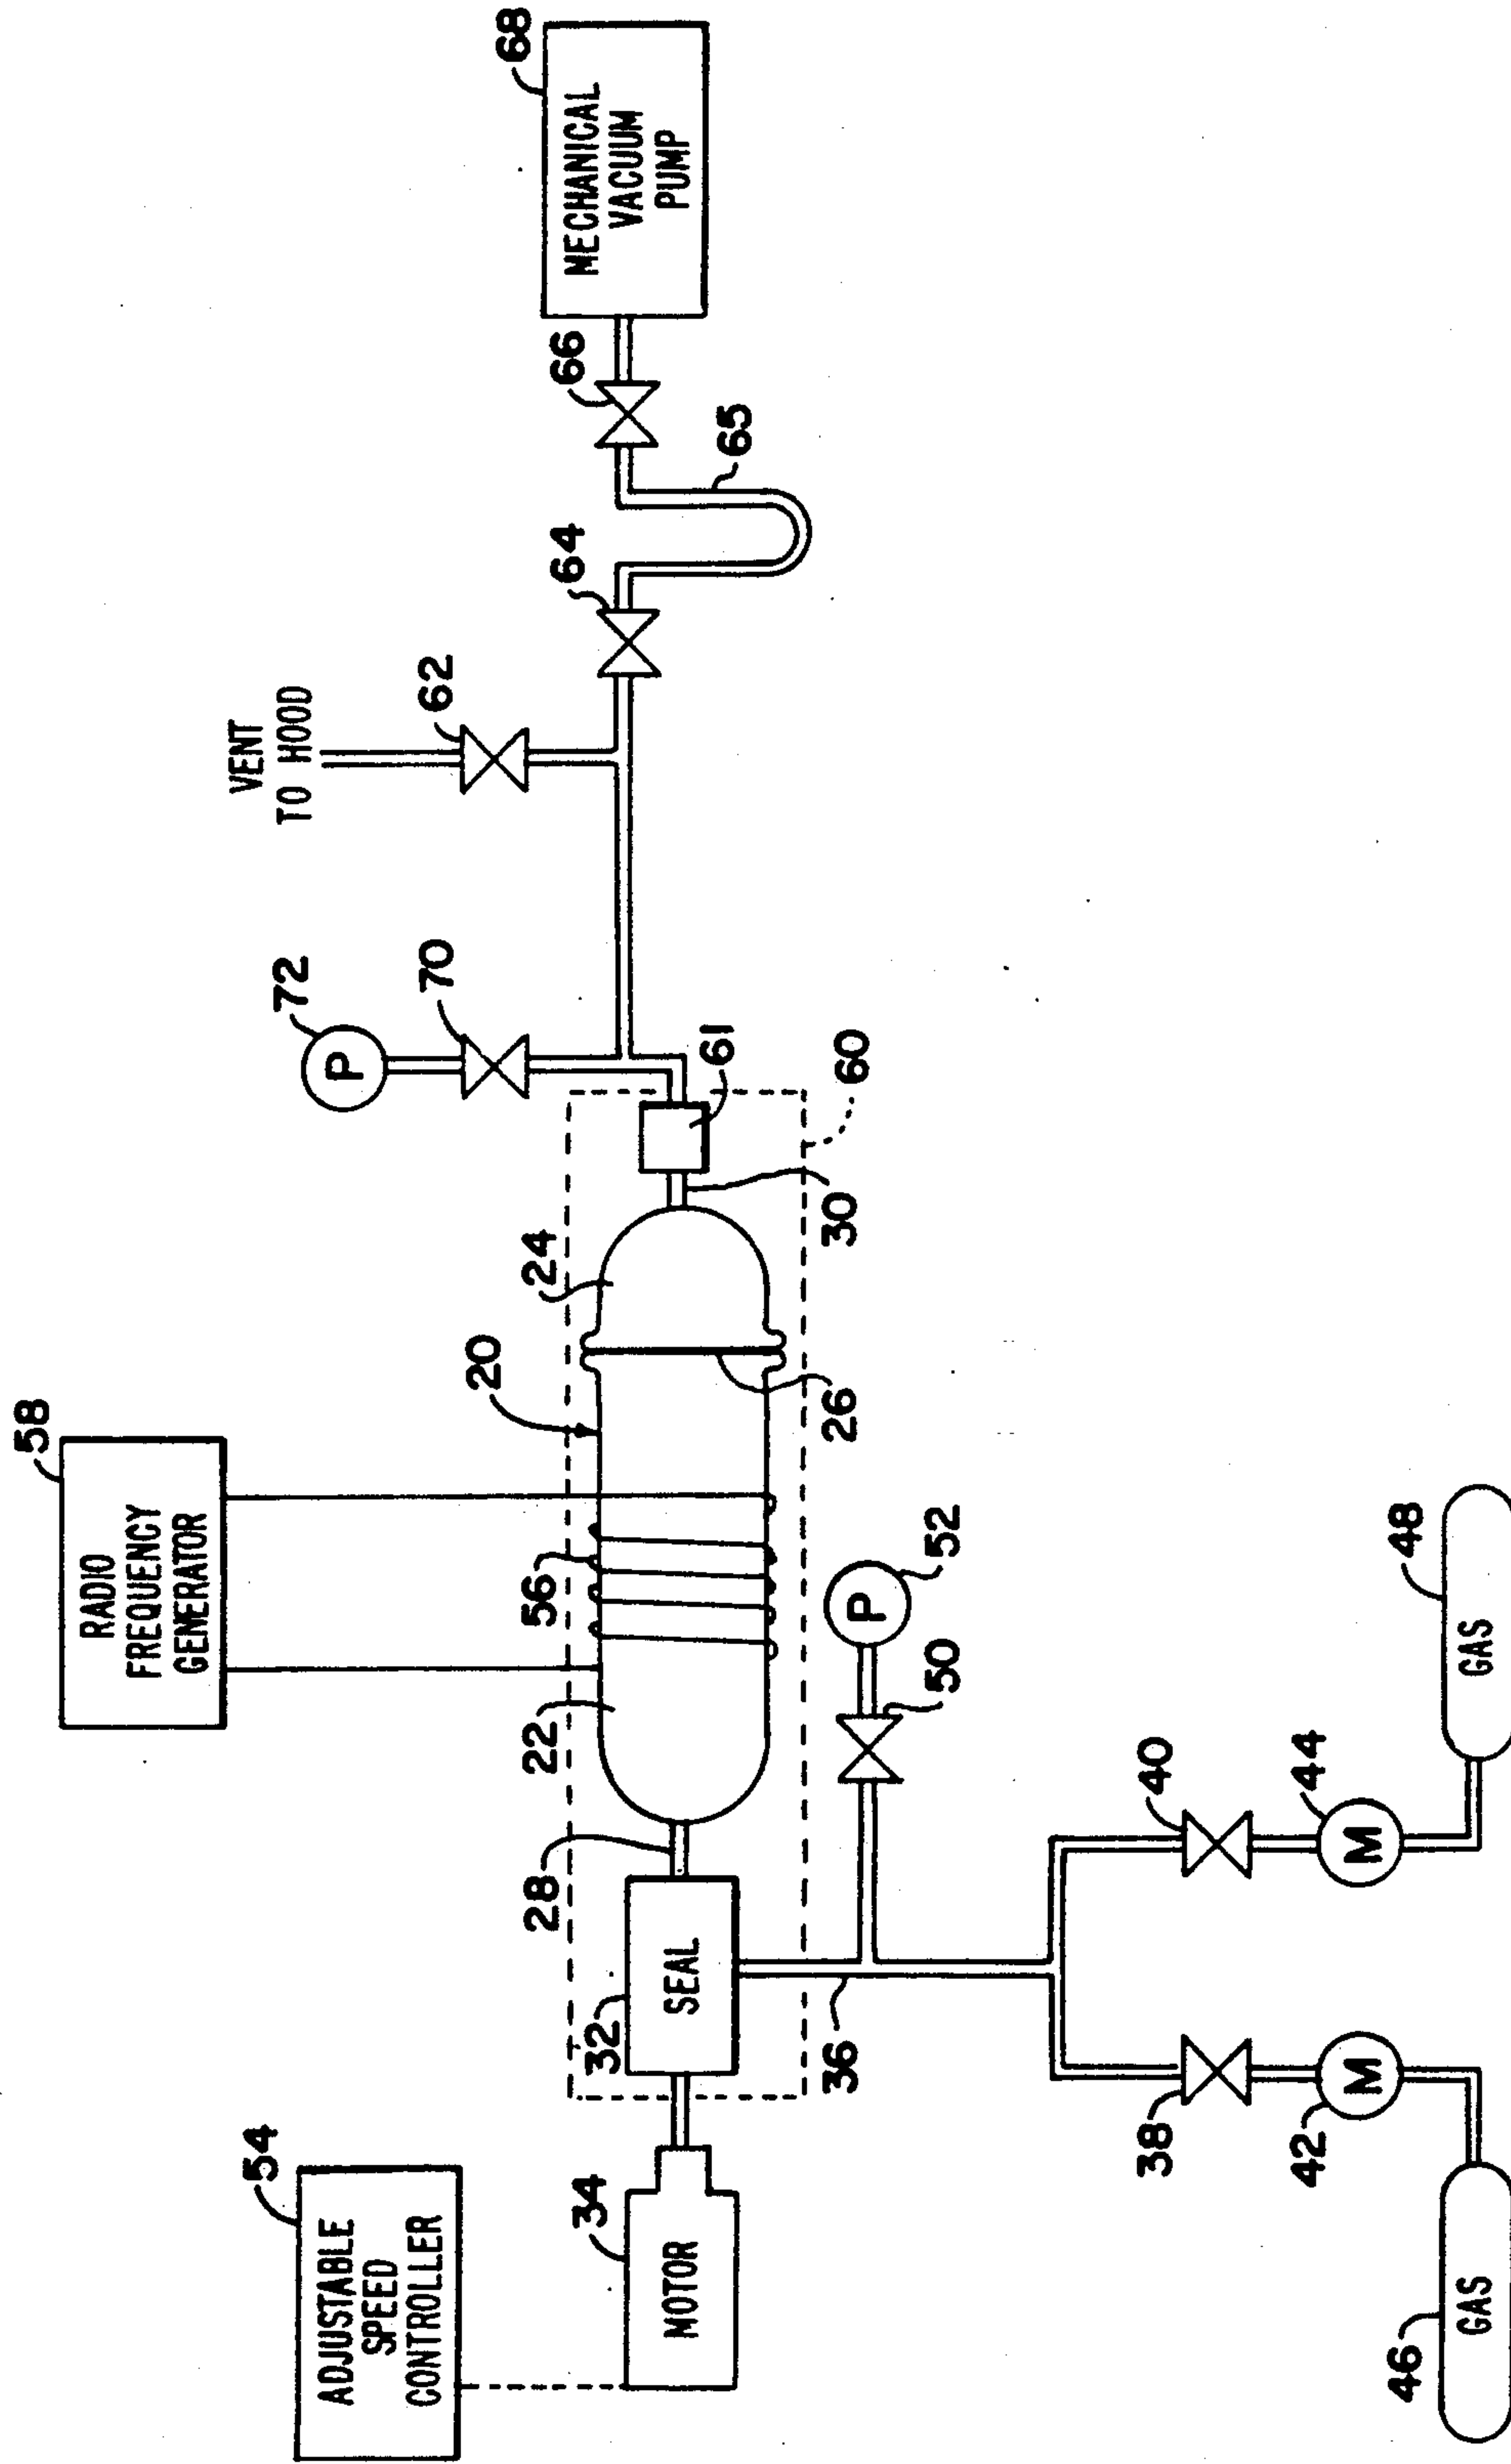 58
RADIO
FREQUENCY
GENERATOR
VENT
TO HOOD
72
P
70
62
68
MECHANICAL
VACUUM
PUMP
54
ADJUSTABLE
SPEED
CONTROLLER
34
MOTOR
32
SEAL
28
22
56
20
24
64
66
61
65
36
P
52
50
26
30
60
38
40
42
M
44
M
46
GAS
48
GAS